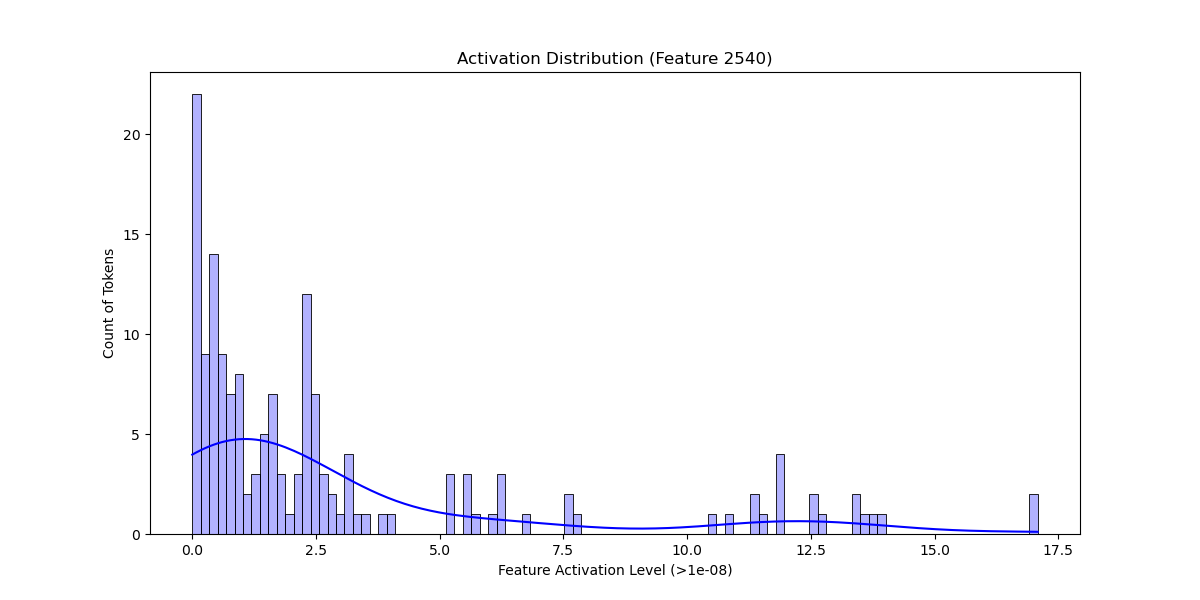 Activation Distribution (Feature 2540)
Count of Tokens
20
15
10
5
0
0.0 2.5 5.0 7.5 10.0 12.5 15.0 17.5
Feature Activation Level (>1e-08)